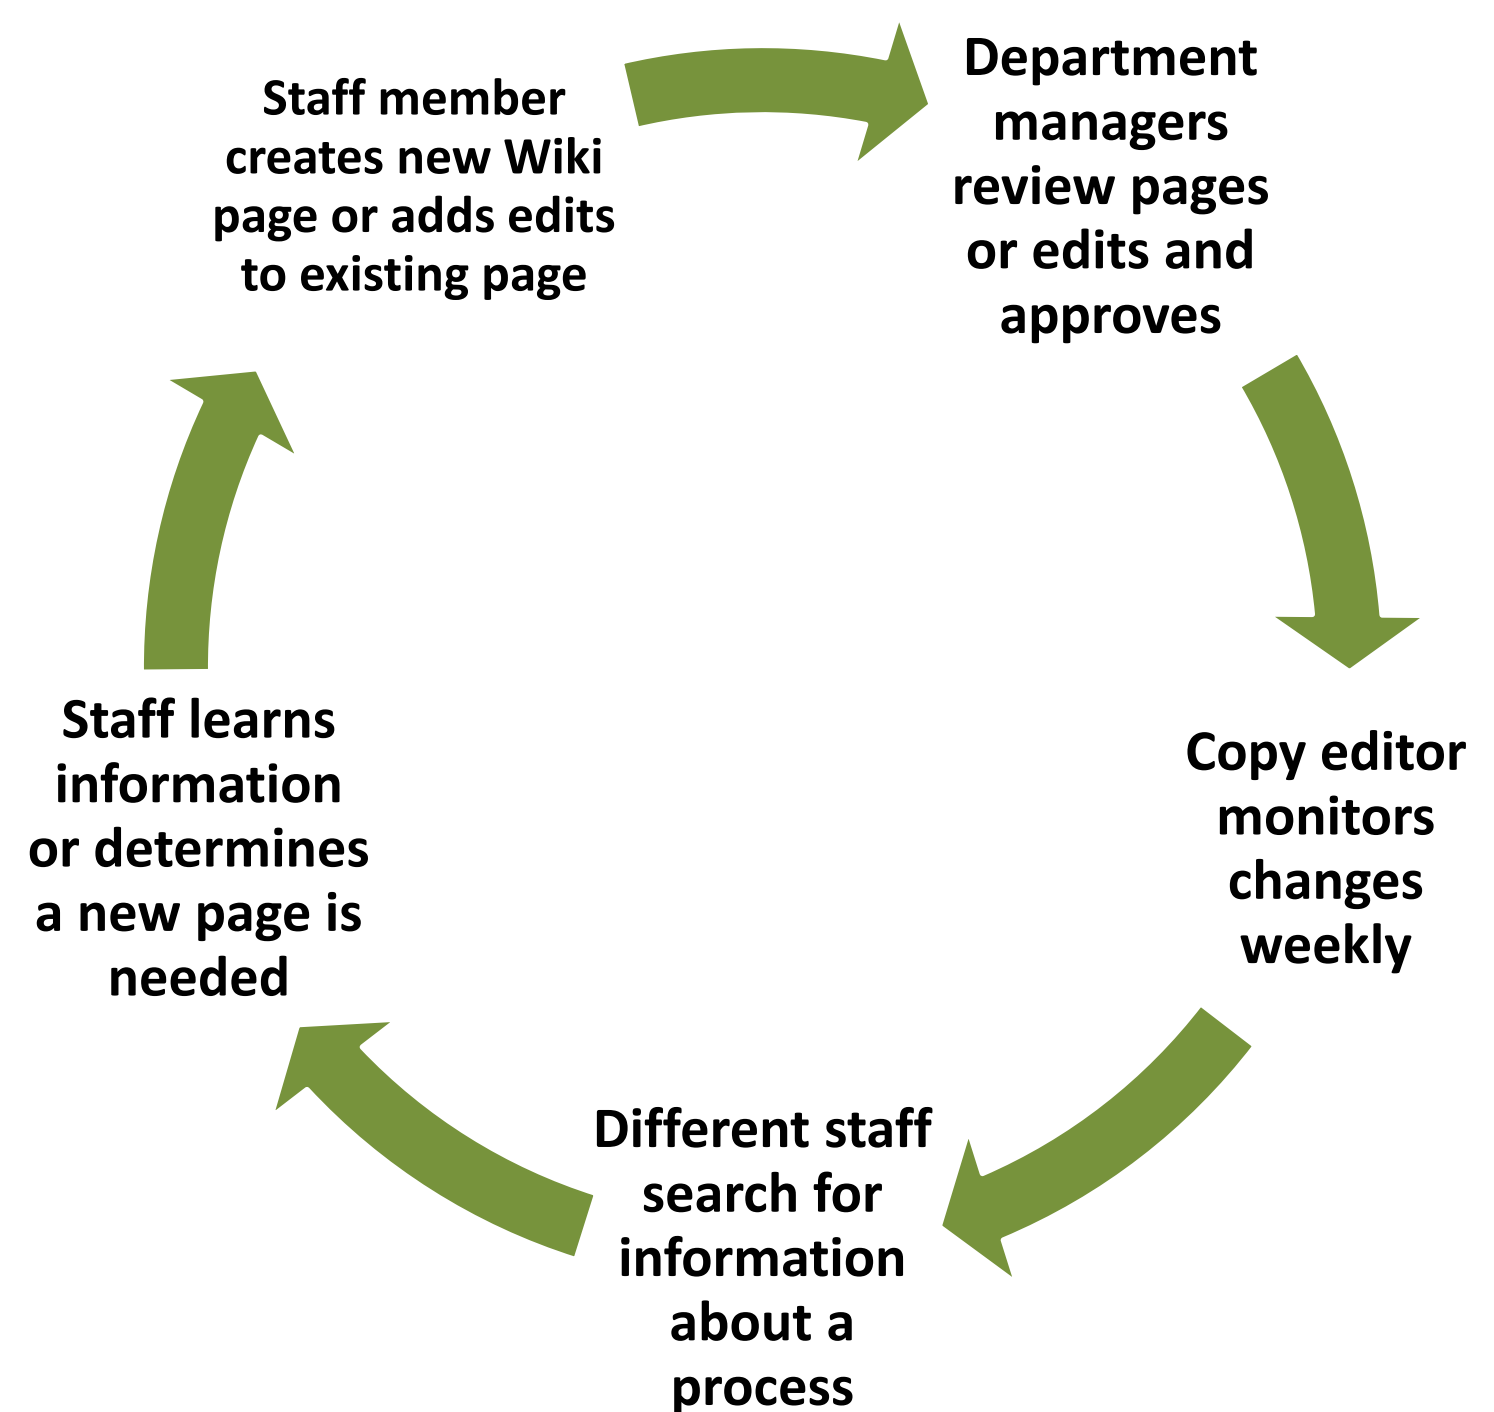 Staff member
creates new Wiki
page or adds edits
to existing page
Department
managers
review pages
or edits and
approves
Copy editor
monitors
changes
weekly
Different staff
search for
information
about a
process
Staff learns
information
or determines
a new page is
needed